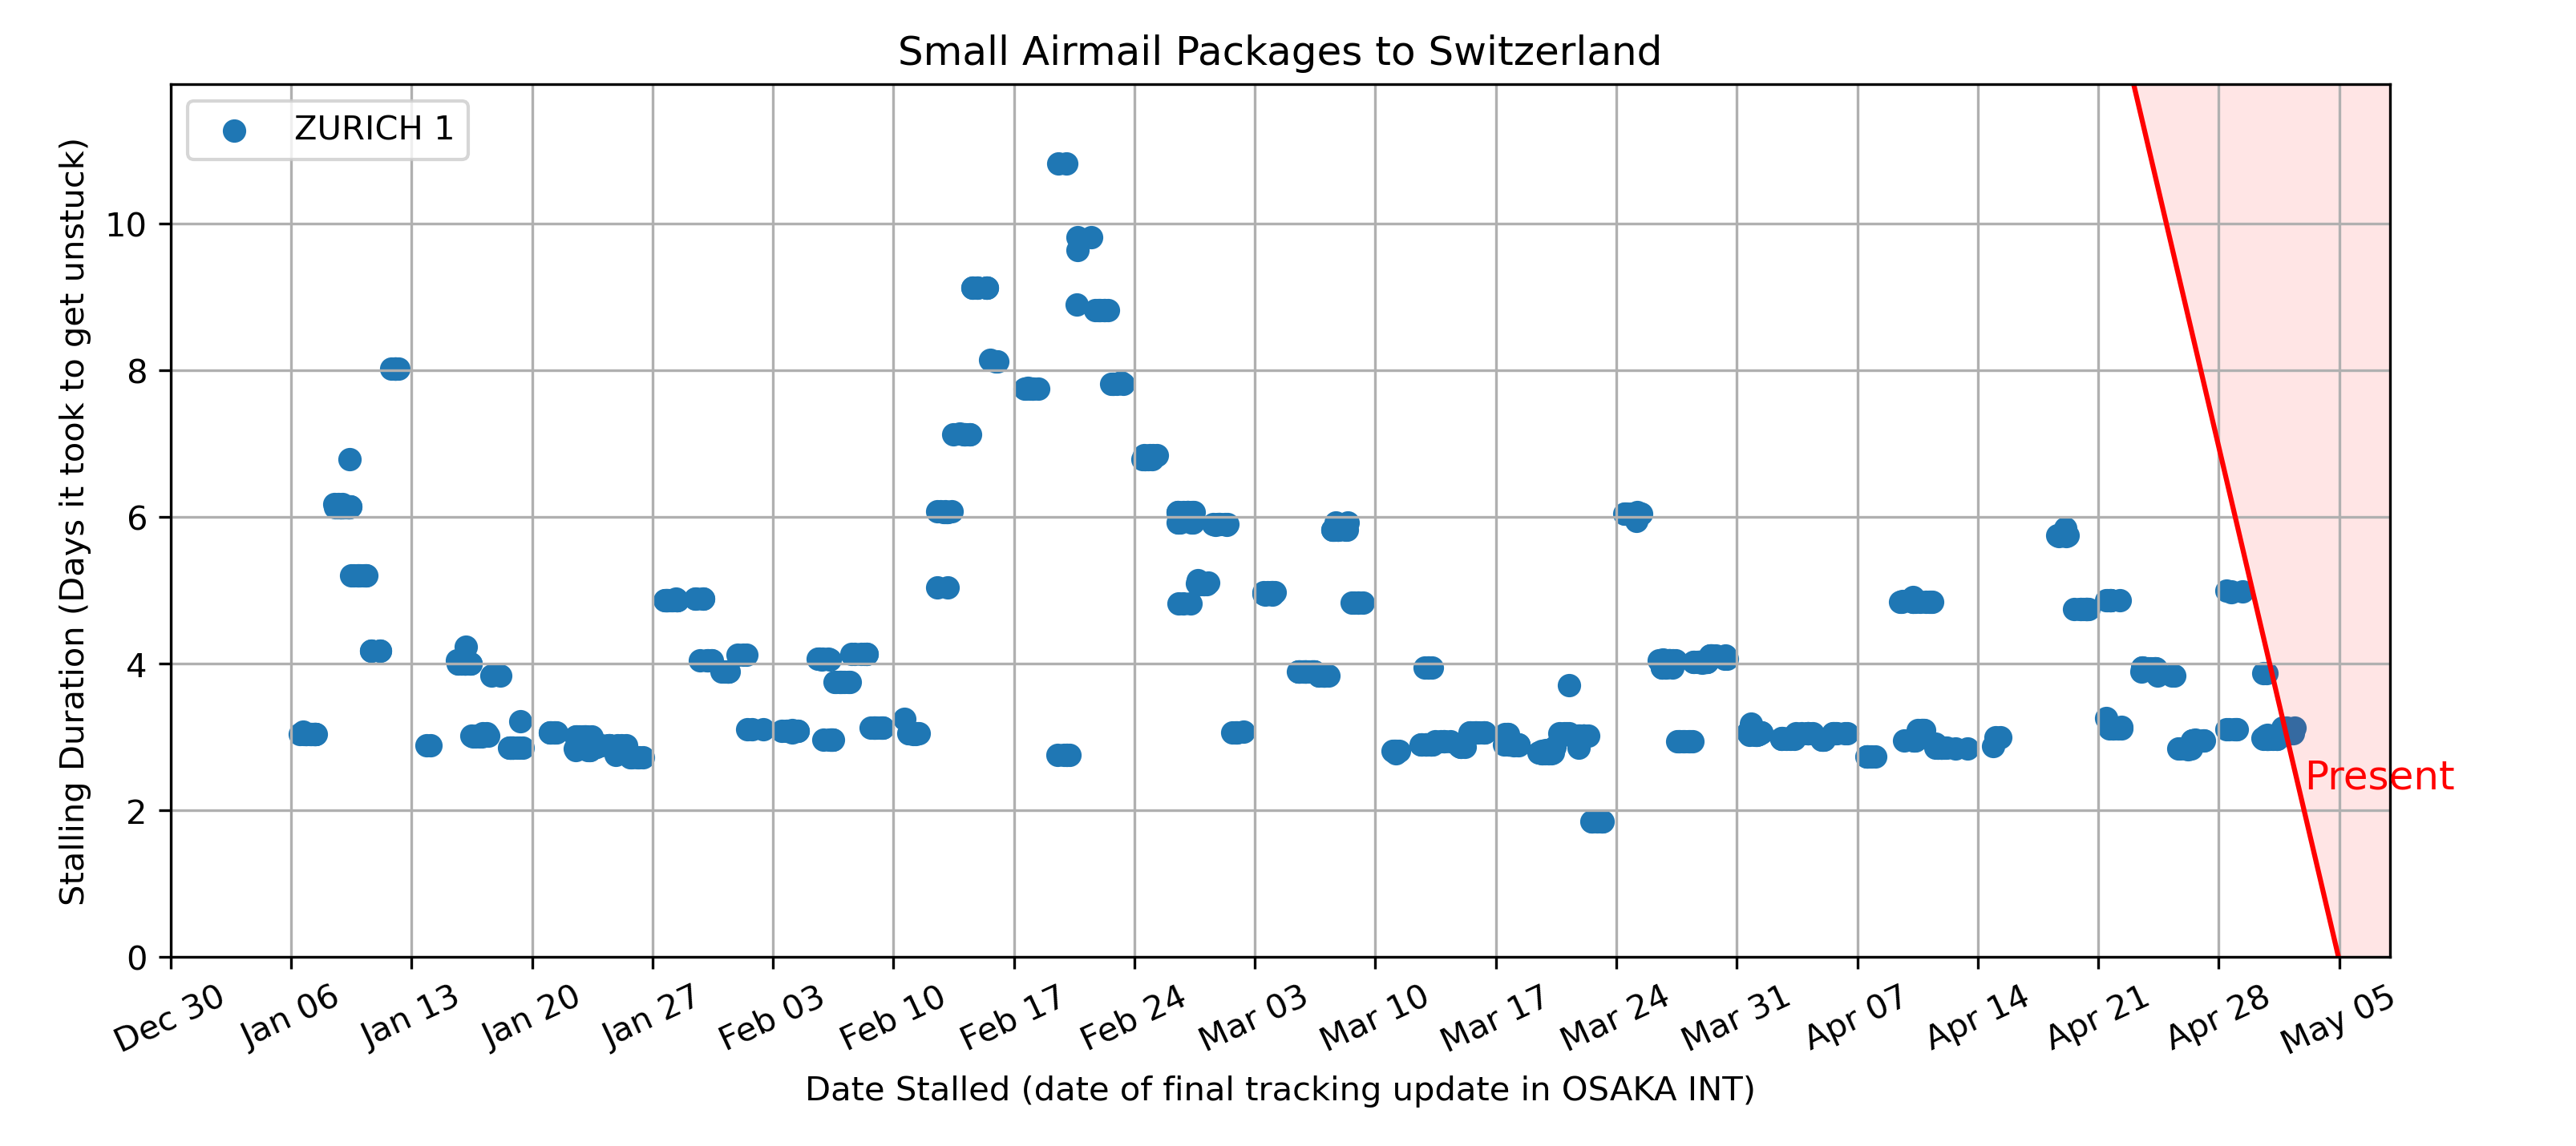 Small Airmail Packages to Switzerland
ZURICH 1
Stalling Duration (Days it took to get unstuck)
10
8
6
4
2
0
Present
Dec 30
Jan 06
Jan 13
Jan 20
Jan 27
Feb 03
Feb 10
Feb 17
Feb 24
Mar 03
Mar 10
Mar 17
Mar 24
Mar 31
Apr 07
Apr 14
Apr 21
Apr 28
May 05
Date Stalled (date of final tracking update in OSAKA INT)